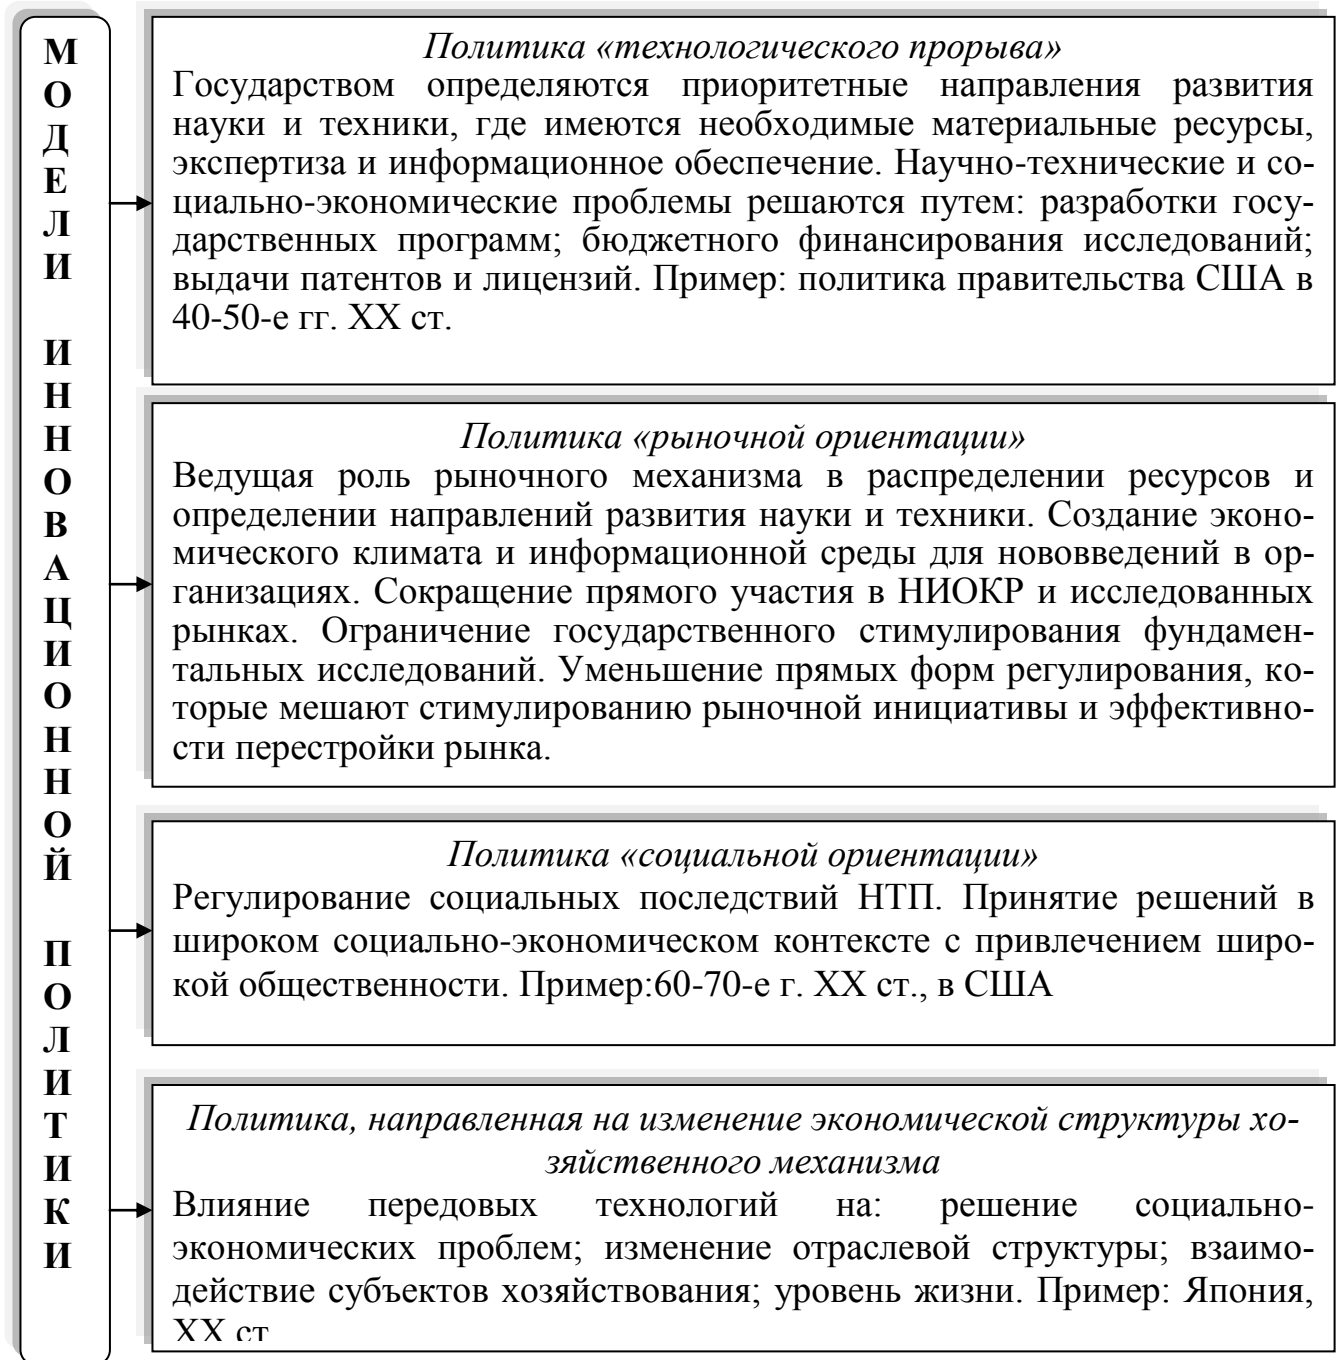 МОДЕЛИ ИННОВАЦИОННОЙ ПОЛИТИКИ
Политика «технологического прорыва»
Государством определяются приоритетные направления развития
науки и техники, где имеются необходимые материальные ресурсы,
экспертиза и информационное обеспечение. Научно-технические и со-
циально-экономические проблемы решаются путем: разработки госу-
дарственных программ; бюджетного финансирования исследований;
выдачи патентов и лицензий. Пример: политика правительства США в
40-50-е гг. XX ст.
Политика «рыночной ориентации»
Ведущая роль рыночного механизма в распределении ресурсов и
определении направлений развития науки и техники. Создание эконо-
мического климата и информационной среды для нововведений в ор-
ганизациях. Сокращение прямого участия в НИОКР и исследованных
рынках. Ограничение государственного стимулирования фундамен-
тальных исследований. Уменьшение прямых форм регулирования, ко-
торые мешают стимулированию рыночной инициативы и эффективно-
сти перестройки рынка.
Политика «социальной ориентации»
Регулирование социальных последствий НТП. Принятие решений в
широком социально-экономическом контексте с привлечением широ-
кой общественности. Пример:60-70-е г. XX ст., в США
Политика, направленная на изменение экономической структуры хо-
зяйственного механизма
Влияние передовых технологий на: решение социально-
экономических проблем; изменение отраслевой структуры; взаимо-
действие субъектов хозяйствования; уровень жизни. Пример: Япония,
XX ст